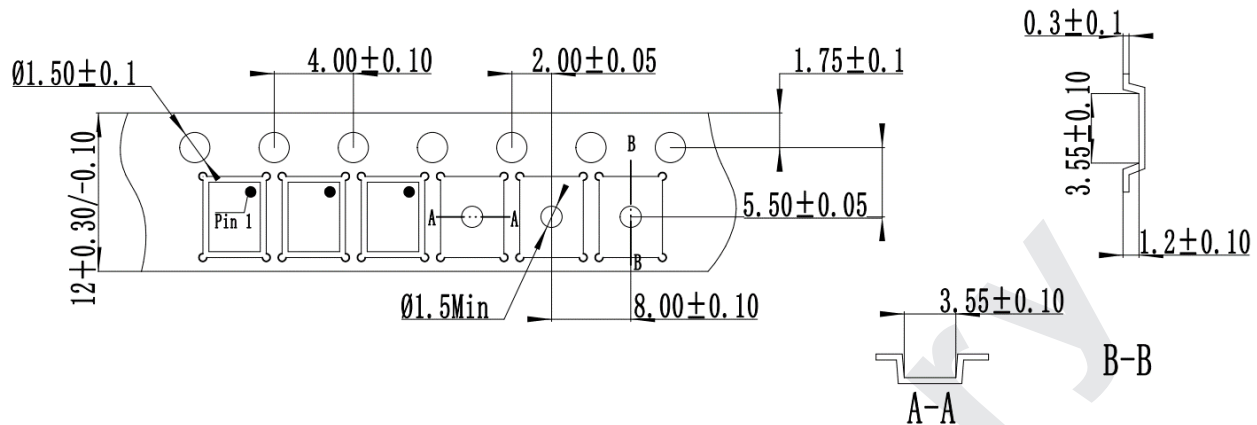 0.3±0.1
Ø1.50±0.1
4.00±0.10
2.00±0.05
1.75±0.1
3.55±0.10
12+0.30/-0.10
B
Pin 1
A
A
5.50±0.05
B
1.2±0.10
Ø1.5Min
8.00±0.10
3.55±0.10
B-B
A-A
ry